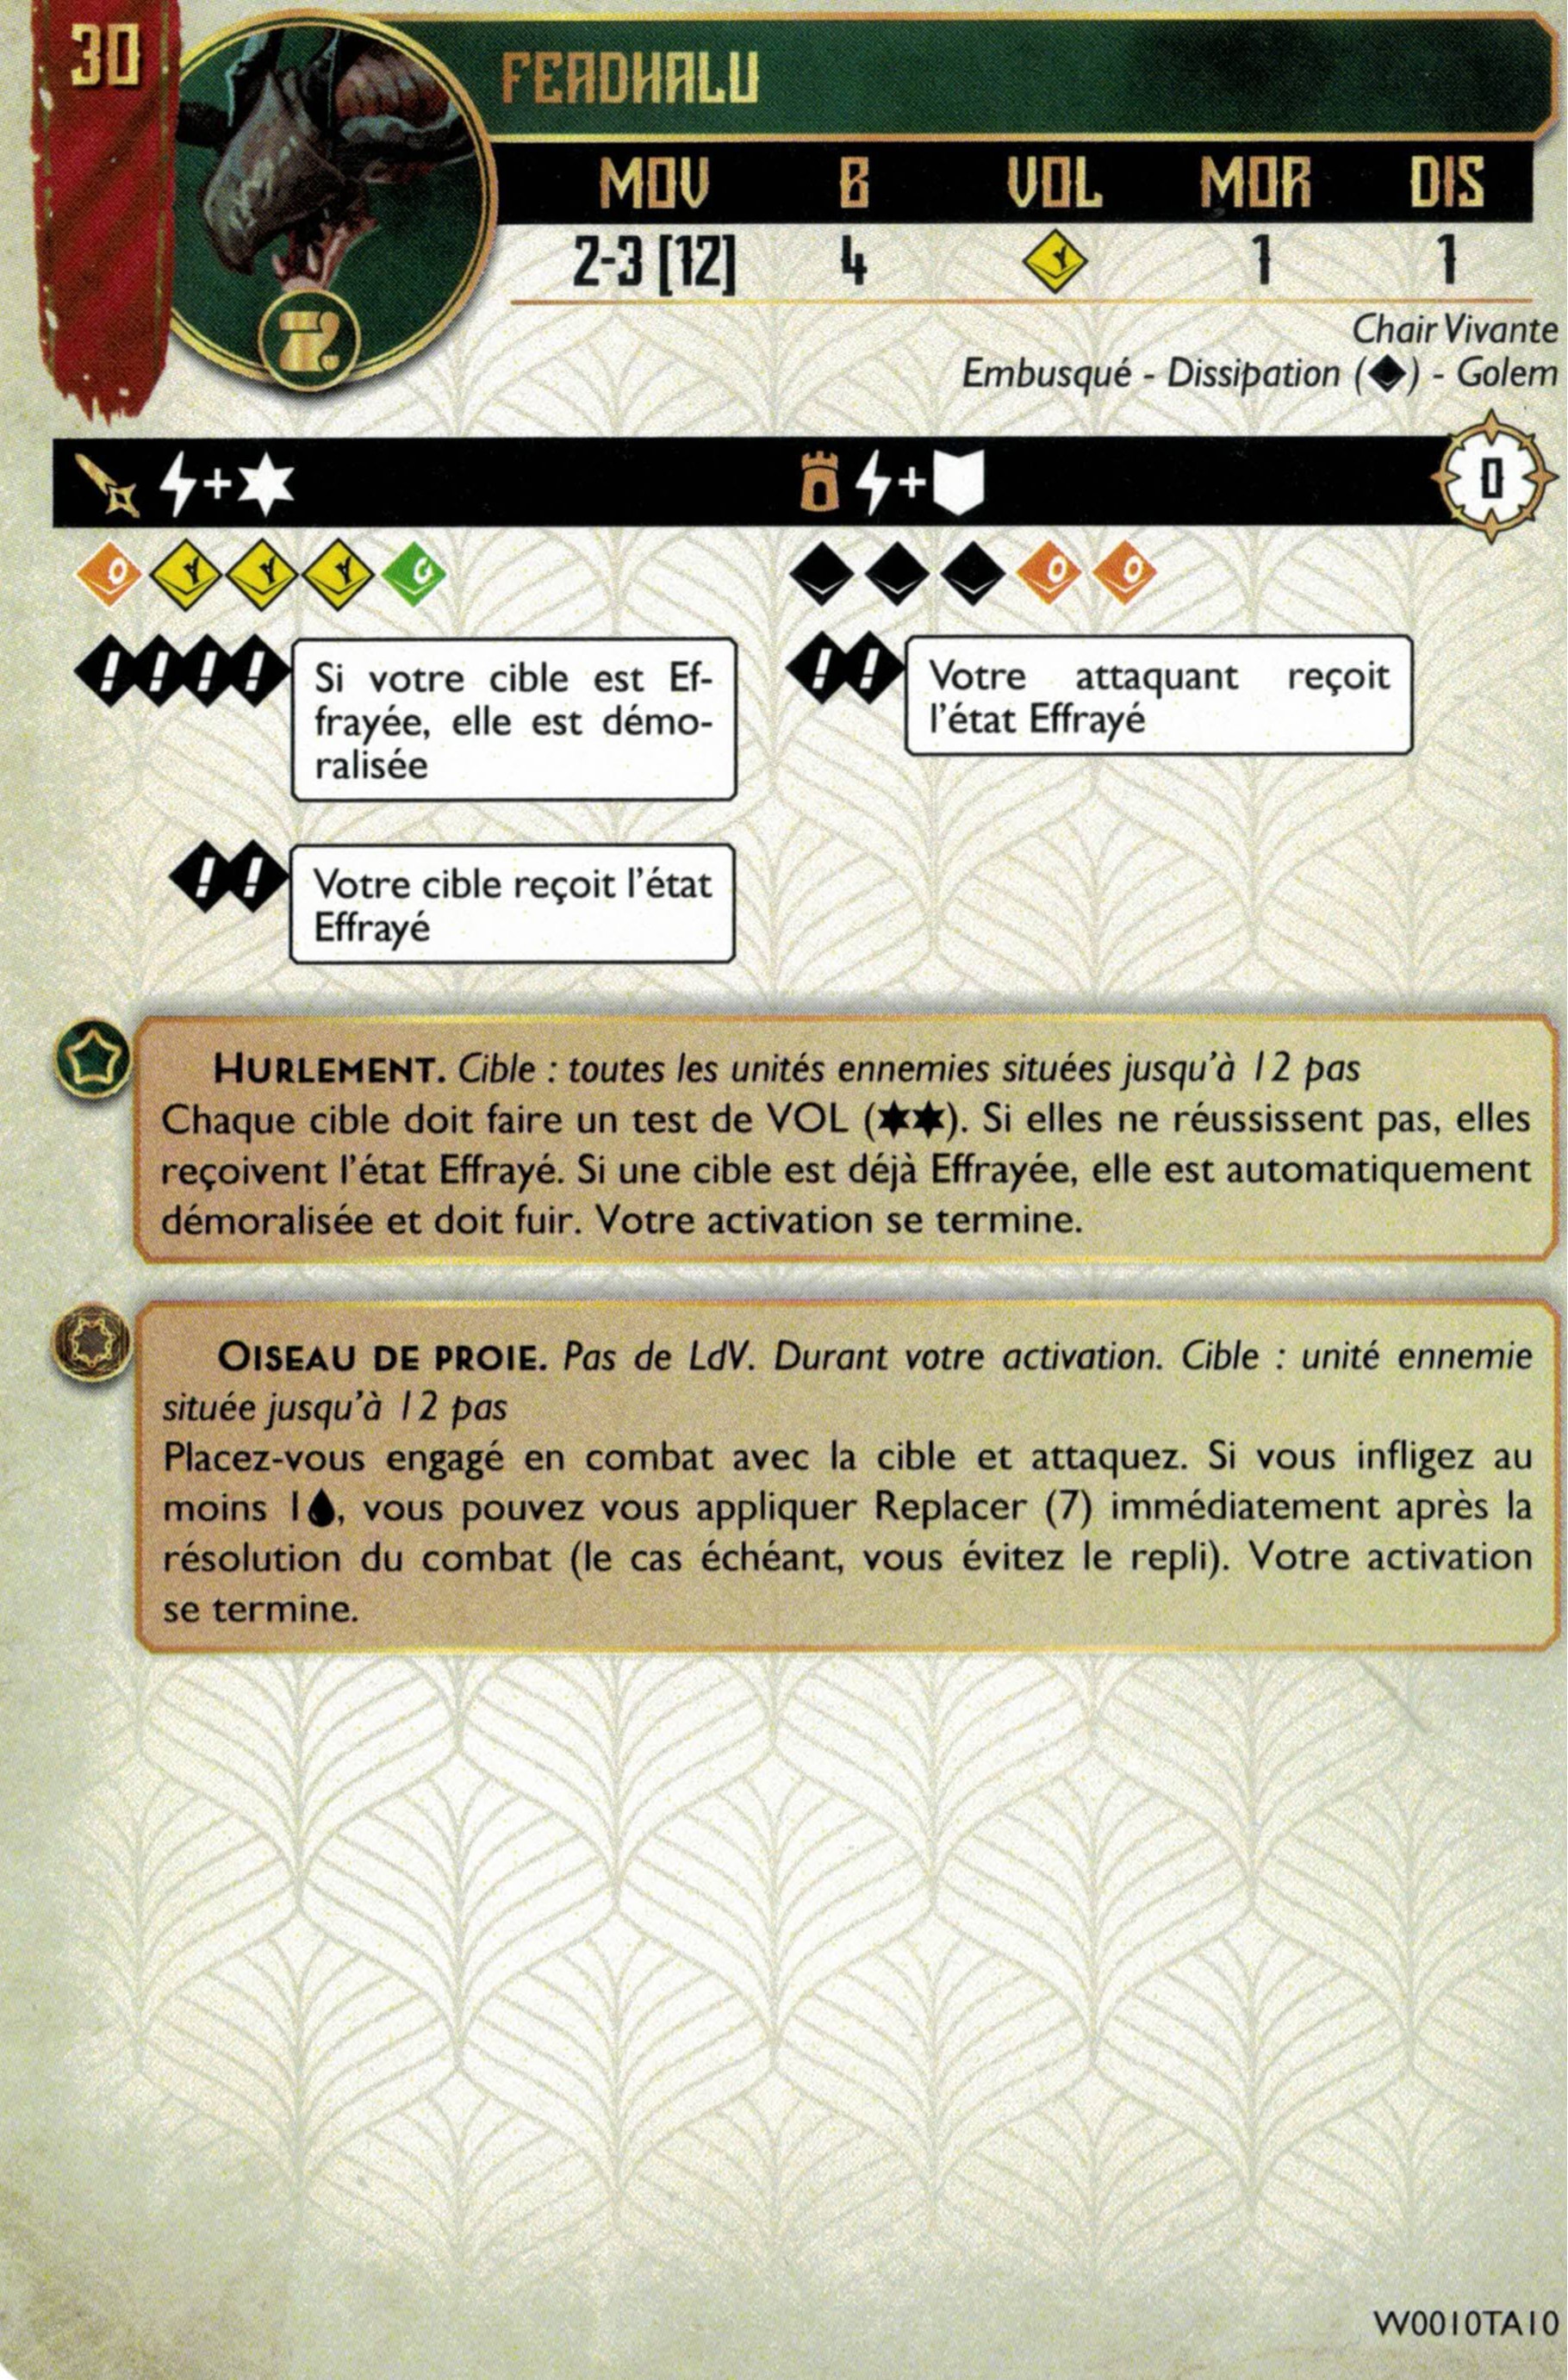 30
FEADHALU
MOV B VOL MOR DIS
2-3 [12] 4 Y 1 1
Chair Vivante
Embusqué - Dissipation (◆) - Golem
+ + 0
O Y Y Y G O O
! ! ! ! Si votre cible est Ef-
frayée, elle est démo-
ralisée
! ! Votre attaquant reçoit
l'état Effrayé
! ! Votre cible reçoit l'état
Effrayé
HURLEMENT. Cible : toutes les unités ennemies situées jusqu'à 12 pas
Chaque cible doit faire un test de VOL (★★). Si elles ne réussissent pas, elles
reçoivent l'état Effrayé. Si une cible est déjà Effrayée, elle est automatiquement
démoralisée et doit fuir. Votre activation se termine.
OISEAU DE PROIE. Pas de LdV. Durant votre activation. Cible : unité ennemie
située jusqu'à 12 pas
Placez-vous engagé en combat avec la cible et attaquez. Si vous infligez au
moins 1💧, vous pouvez vous appliquer Replacer (7) immédiatement après la
résolution du combat (le cas échéant, vous évitez le repli). Votre activation
se termine.
W0010TA10